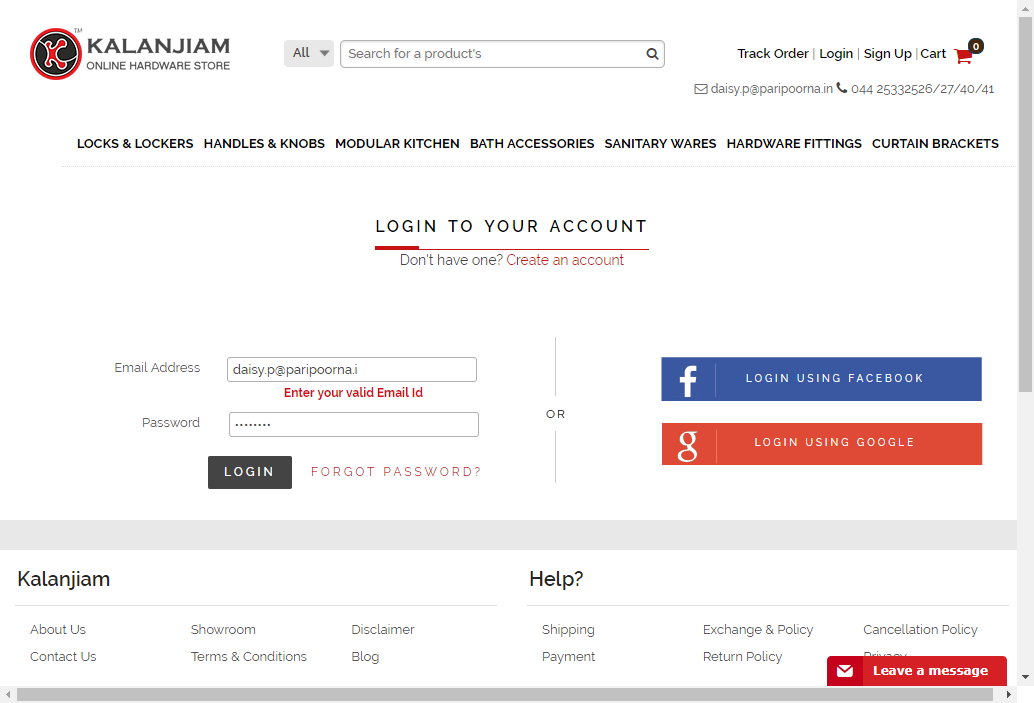 KALANJIAM TM
ONLINE HARDWARE STORE
All
Search for a product's
Track Order | Login | Sign Up | Cart 0
daisy.p@paripoorna.in 044 25332526/27/40/41
LOCKS & LOCKERS HANDLES & KNOBS MODULAR KITCHEN BATH ACCESSORIES SANITARY WARES HARDWARE FITTINGS CURTAIN BRACKETS
LOGIN TO YOUR ACCOUNT
Don't have one? Create an account
Email Address daisy.p@paripoorna.i
Enter your valid Email Id
Password ••••••••
LOGIN FORGOT PASSWORD?
OR
f LOGIN USING FACEBOOK
g LOGIN USING GOOGLE
Kalanjiam
About Us Showroom Disclaimer
Contact Us Terms & Conditions Blog
Help?
Shipping Exchange & Policy Cancellation Policy
Payment Return Policy Privacy
Leave a message